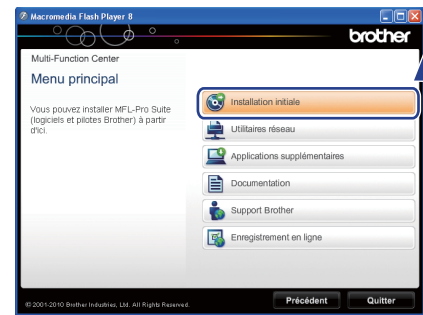 Macromedia Flash Player 8
brother
Multi-Function Center
Menu principal
Vous pouvez installer MFL-Pro Suite
(logiciels et pilotes Brother) à partir
d'ici.
Installation initiale
Utilitaires réseau
Applications supplémentaires
Documentation
Support Brother
Enregistrement en ligne
© 2001-2010 Brother Industries, Ltd. All Rights Reserved.
Précédent
Quitter